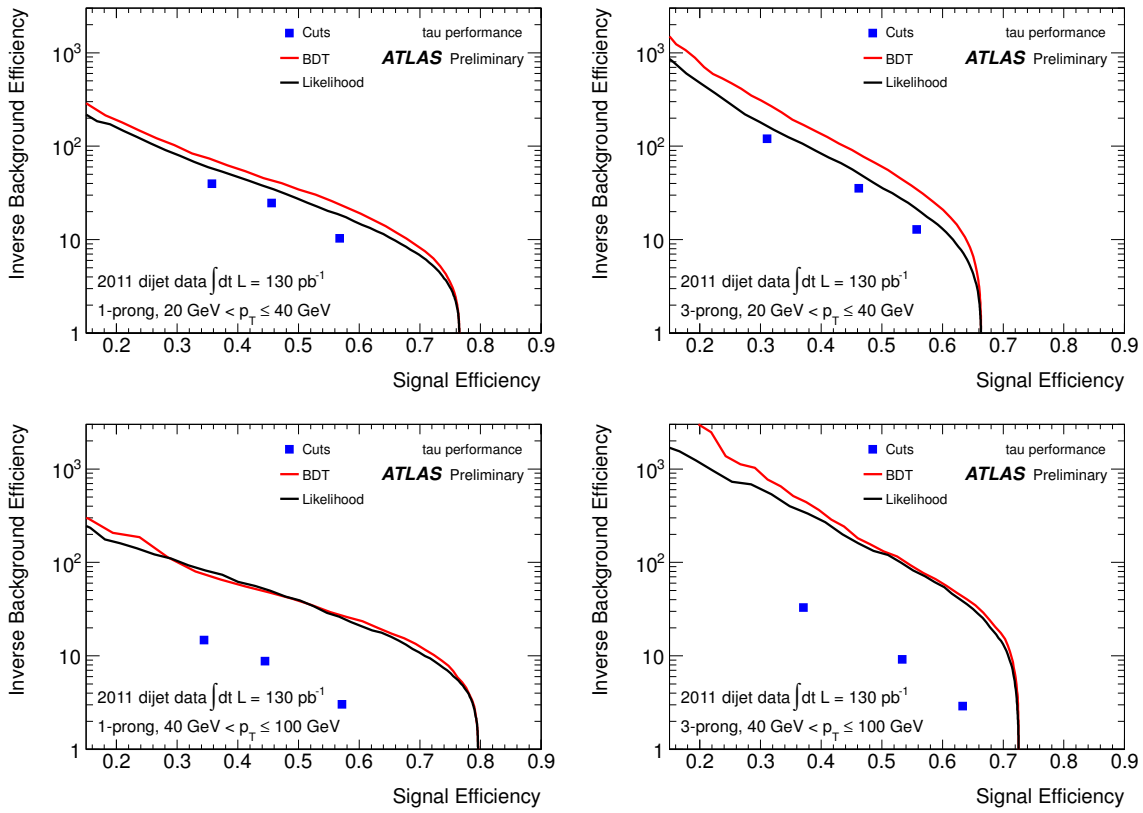 Inverse Background Efficiency
10³
10²
10
1
Cuts
BDT
Likelihood
tau performance
ATLAS Preliminary
2011 dijet data ∫dt L = 130 pb⁻¹
1-prong, 20 GeV < p_T ≤ 40 GeV
0.2 0.3 0.4 0.5 0.6 0.7 0.8 0.9
Signal Efficiency
Inverse Background Efficiency
10³
10²
10
1
Cuts
BDT
Likelihood
tau performance
ATLAS Preliminary
2011 dijet data ∫dt L = 130 pb⁻¹
3-prong, 20 GeV < p_T ≤ 40 GeV
0.2 0.3 0.4 0.5 0.6 0.7 0.8 0.9
Signal Efficiency
Inverse Background Efficiency
10³
10²
10
1
Cuts
BDT
Likelihood
tau performance
ATLAS Preliminary
2011 dijet data ∫dt L = 130 pb⁻¹
1-prong, 40 GeV < p_T ≤ 100 GeV
0.2 0.3 0.4 0.5 0.6 0.7 0.8 0.9
Signal Efficiency
Inverse Background Efficiency
10³
10²
10
1
Cuts
BDT
Likelihood
tau performance
ATLAS Preliminary
2011 dijet data ∫dt L = 130 pb⁻¹
3-prong, 40 GeV < p_T ≤ 100 GeV
0.2 0.3 0.4 0.5 0.6 0.7 0.8 0.9
Signal Efficiency